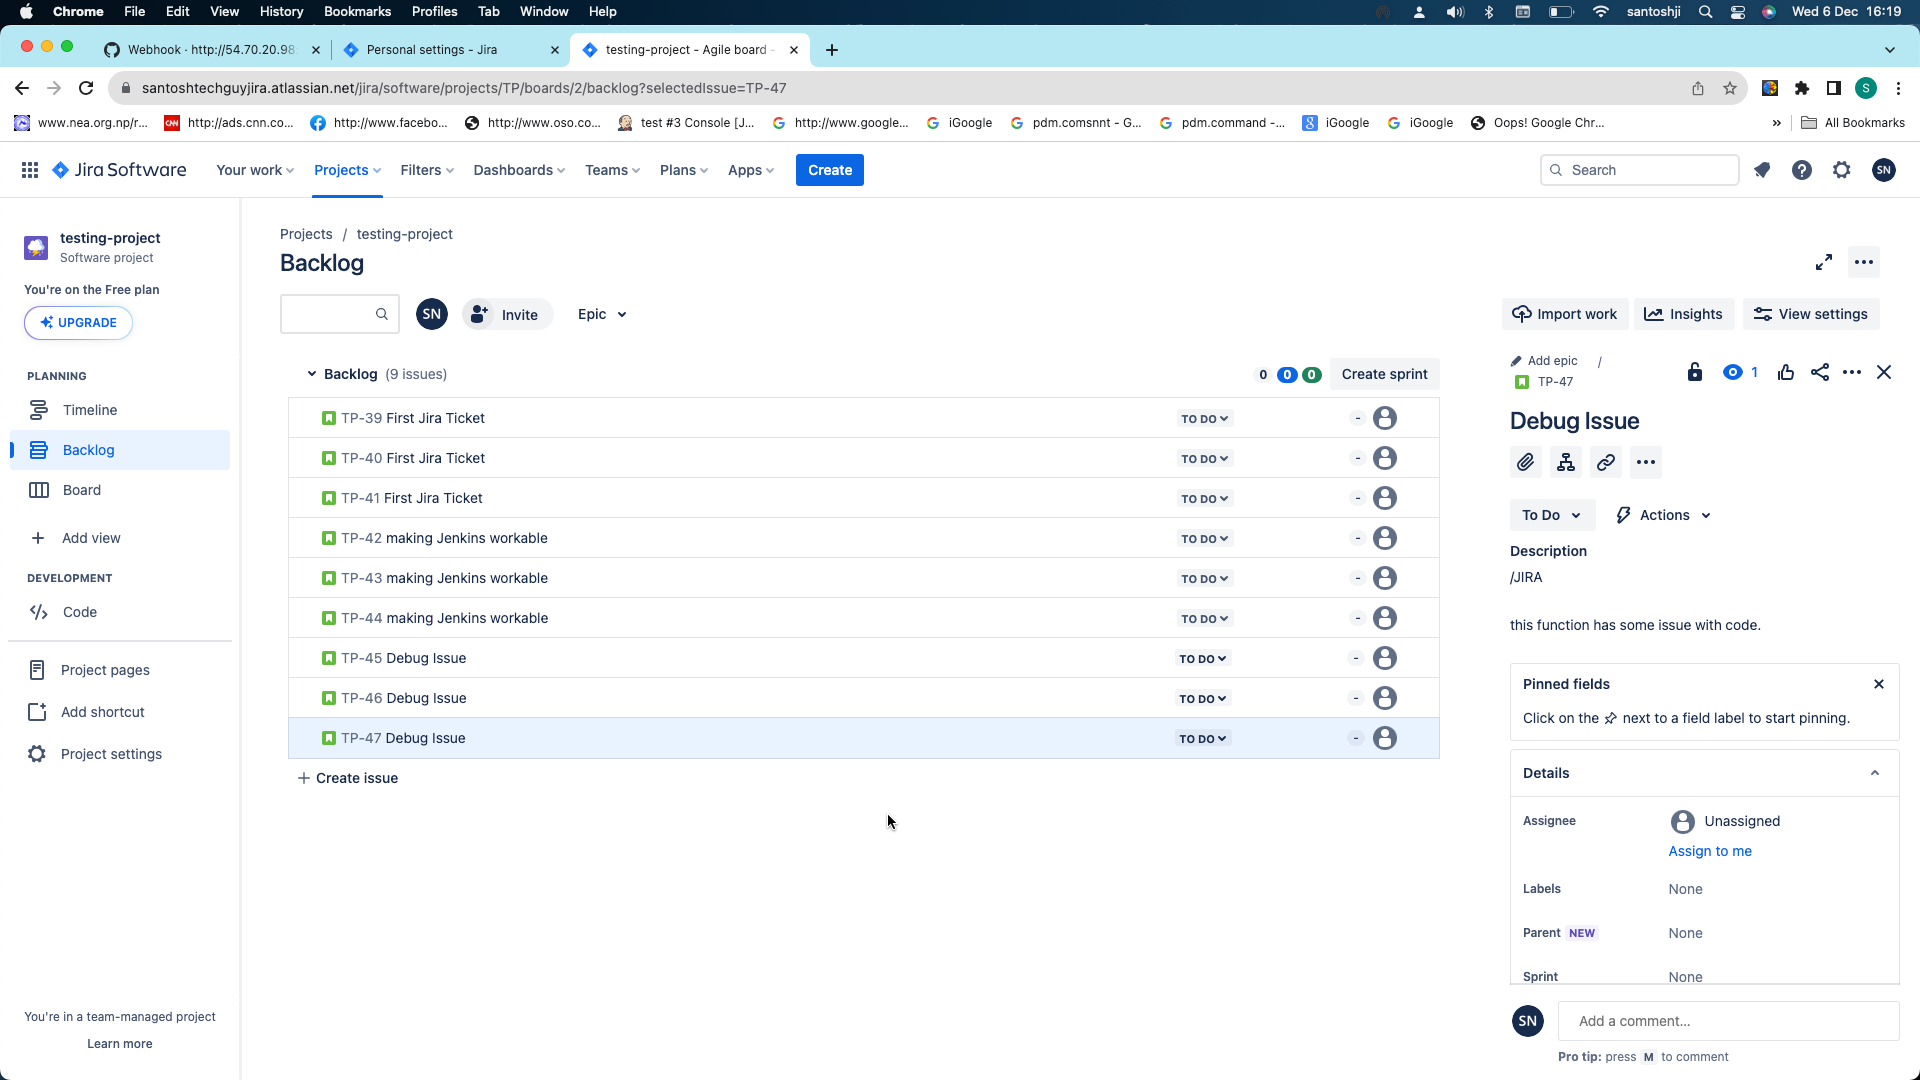 Chrome File Edit View History Bookmarks Profiles Tab Window Help santoshji Wed 6 Dec 16:19
Webhook · http://54.70.20.98: Personal settings - Jira testing-project - Agile board -
santoshtechguyjira.atlassian.net/jira/software/projects/TP/boards/2/backlog?selectedIssue=TP-47 S
www.nea.org.np/r... CNN http://ads.cnn.co... http://www.facebo... http://www.oso.co... test #3 Console [J... http://www.google... iGoogle pdm.comsnnt - G... pdm.command -... iGoogle iGoogle Oops! Google Chr... » All Bookmarks
Jira Software Your work Projects Filters Dashboards Teams Plans Apps Create Search SN
testing-project
Software project
You're on the Free plan
UPGRADE
PLANNING
Timeline
Backlog
Board
Add view
DEVELOPMENT
Code
Project pages
Add shortcut
Project settings
You're in a team-managed project
Learn more
Projects / testing-project
Backlog
SN Invite Epic
Import work Insights View settings
Backlog (9 issues) 0 0 0 Create sprint
TP-39 First Jira Ticket TO DO -
TP-40 First Jira Ticket TO DO -
TP-41 First Jira Ticket TO DO -
TP-42 making Jenkins workable TO DO -
TP-43 making Jenkins workable TO DO -
TP-44 making Jenkins workable TO DO -
TP-45 Debug Issue TO DO -
TP-46 Debug Issue TO DO -
TP-47 Debug Issue TO DO -
+ Create issue
Add epic /
TP-47
1
Debug Issue
To Do Actions
Description
/JIRA
this function has some issue with code.
Pinned fields
Click on the next to a field label to start pinning.
Details
Assignee Unassigned
Assign to me
Labels None
Parent NEW None
Sprint None
SN Add a comment...
Pro tip: press M to comment